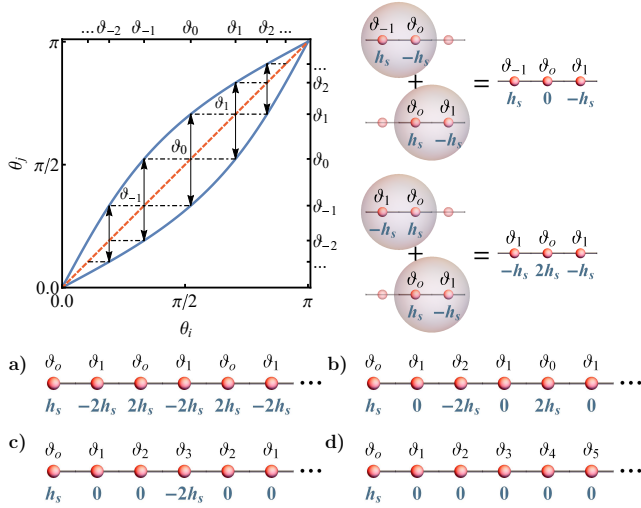 ... ϑ₋₂ ϑ₋₁ ϑ₀ ϑ₁ ϑ₂ ...
π
π/2
0.0
θⱼ
ϑ₁
ϑ₀
ϑ₋₁
...
ϑ₂
ϑ₁
ϑ₀
ϑ₋₁
ϑ₋₂
...
0.0 π/2 π
θᵢ
ϑ₋₁ ϑₒ
hₛ −hₛ
+
ϑₒ ϑ₁
hₛ −hₛ
= ϑ₋₁ ϑₒ ϑ₁
hₛ 0 −hₛ
ϑ₁ ϑₒ
−hₛ hₛ
+
ϑₒ ϑ₁
hₛ −hₛ
= ϑ₁ ϑₒ ϑ₁
−hₛ 2hₛ −hₛ
a) ϑₒ ϑ₁ ϑₒ ϑ₁ ϑₒ ϑ₁ ...
hₛ −2hₛ 2hₛ −2hₛ 2hₛ −2hₛ
b) ϑₒ ϑ₁ ϑ₂ ϑ₁ ϑ₀ ϑ₁ ...
hₛ 0 −2hₛ 0 2hₛ 0
c) ϑₒ ϑ₁ ϑ₂ ϑ₃ ϑ₂ ϑ₁ ...
hₛ 0 0 −2hₛ 0 0
d) ϑₒ ϑ₁ ϑ₂ ϑ₃ ϑ₄ ϑ₅ ...
hₛ 0 0 0 0 0